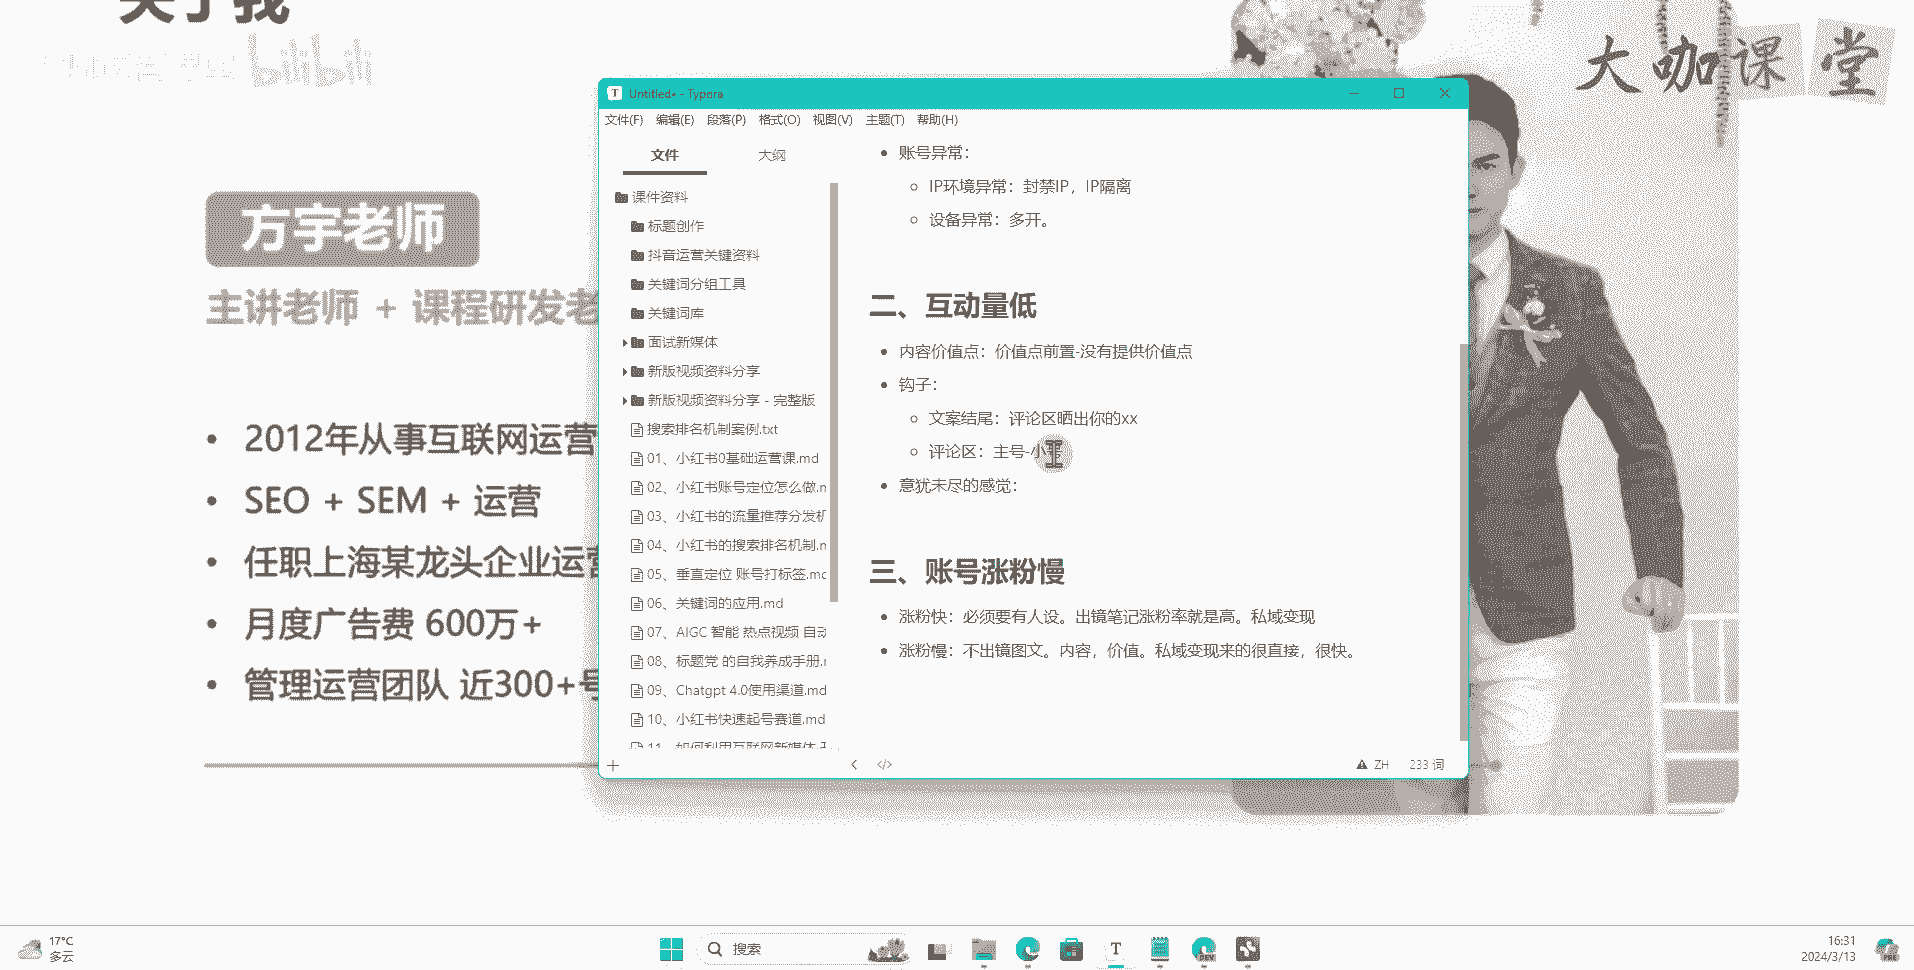 关于我
bilibili
大咖课堂
方宇老师
主讲老师 + 课程研发老
2012年从事互联网运营
SEO + SEM + 运营
任职上海某龙头企业运营
月度广告费 600万+
管理运营团队 近300+号
Untitled• - Typora
文件(F) 编辑(E) 段落(P) 格式(O) 视图(V) 主题(T) 帮助(H)
文件 大纲
课件资料
标题创作
抖音运营关键资料
关键词分组工具
关键词库
面试新媒体
新版视频资料分享
新版视频资料分享 - 完整版
搜索排名机制案例.txt
01、小红书0基础运营课.md
02、小红书账号定位怎么做.m
03、小红书的流量推荐分发机
04、小红书的搜索排名机制.m
05、垂直定位 账号打标签.mc
06、关键词的应用.md
07、AIGC 智能 热点视频 自动
08、标题党 的自我养成手册.r
09、Chatgpt 4.0使用渠道.md
10、小红书快速起号赛道.md
11、如何利用互联网新媒体
账号异常：
IP环境异常：封禁IP，IP隔离
设备异常：多开。
二、互动量低
内容价值点：价值点前置-没有提供价值点
钩子：
文案结尾：评论区晒出你的xx
评论区：主号-小号
意犹未尽的感觉：
三、账号涨粉慢
涨粉快：必须要有人设。出镜笔记涨粉率就是高。私域变现
涨粉慢：不出镜图文。内容，价值。私域变现来的很直接，很快。
ZH 233 词
17°C
多云
搜索
T
DEV
16:31
2024/3/13
PRE